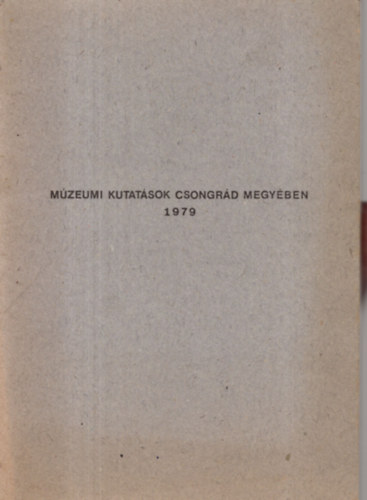 MÚZEUMI KUTATÁSOK CSONGRÁD MEGYÉBEN
1979